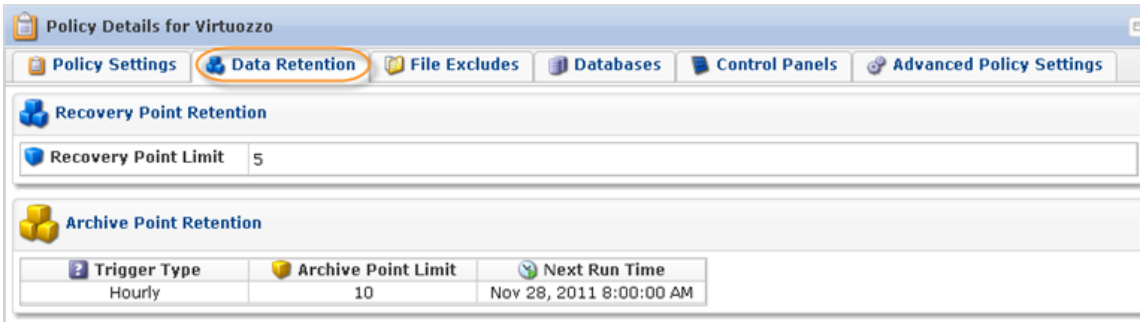 Policy Details for Virtuozzo
Policy Settings Data Retention File Excludes Databases Control Panels Advanced Policy Settings
Recovery Point Retention
Recovery Point Limit 5
Archive Point Retention
Trigger Type Archive Point Limit Next Run Time
Hourly 10 Nov 28, 2011 8:00:00 AM